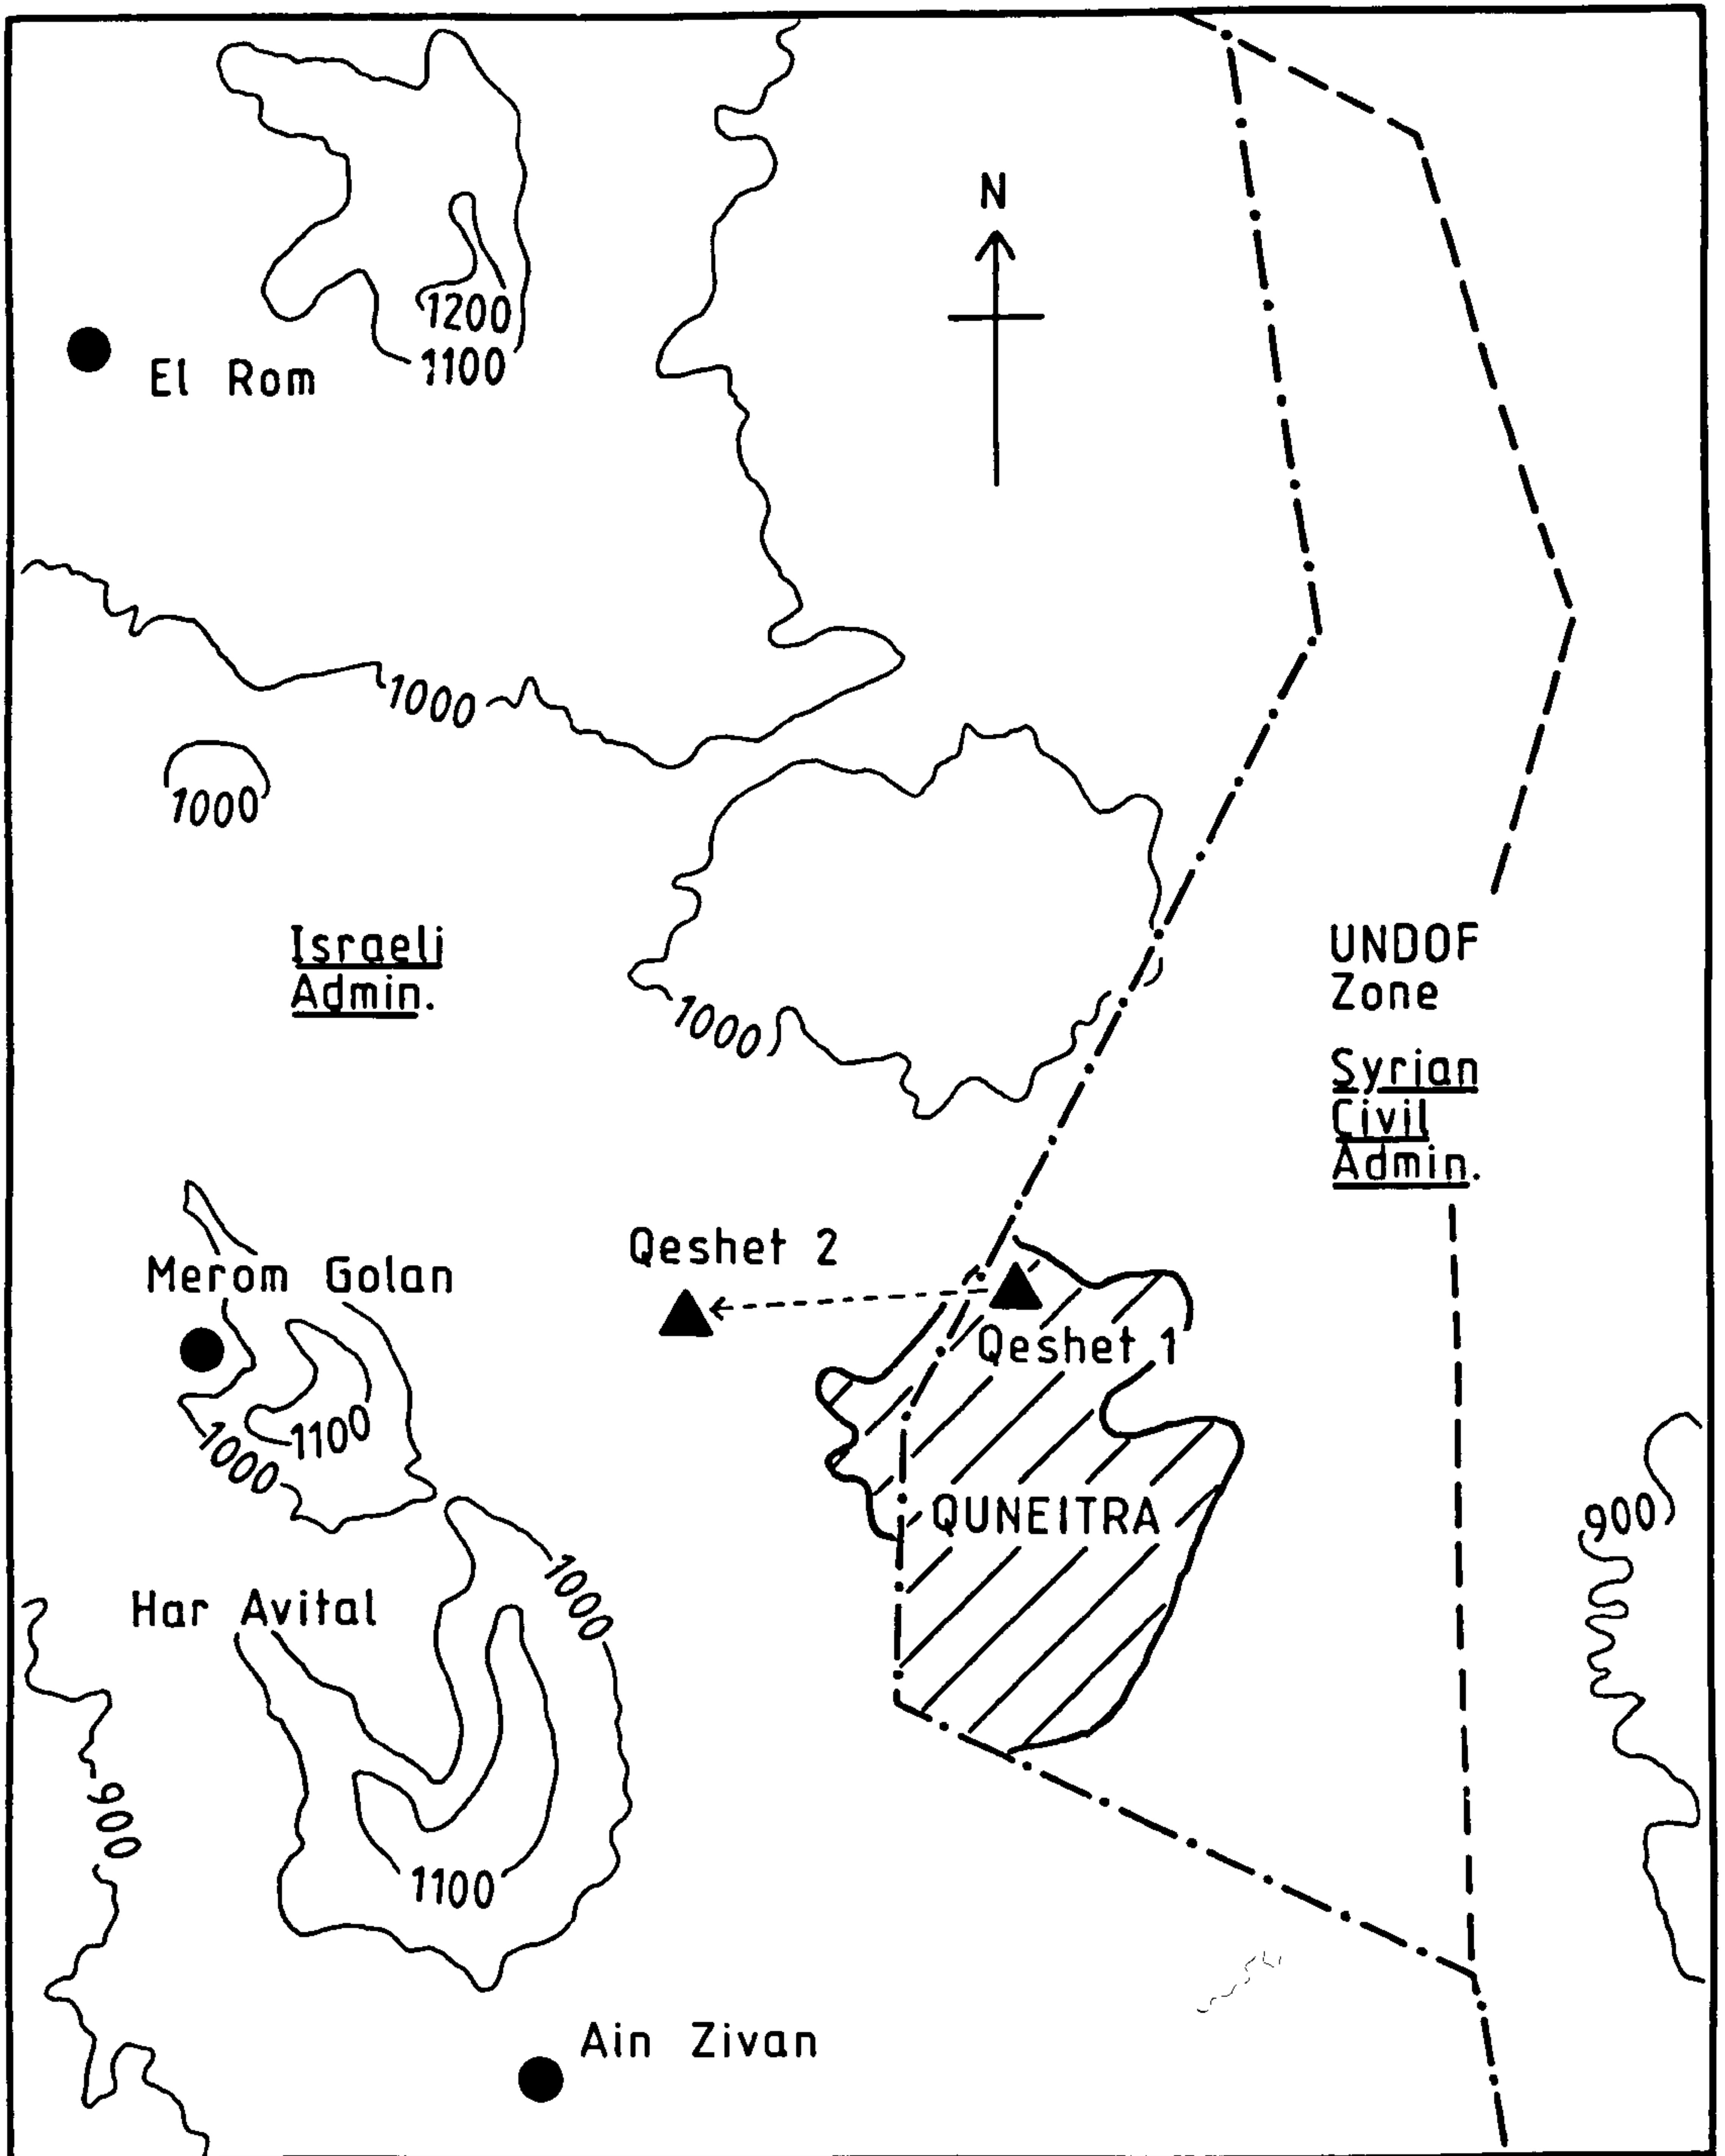 N
1200
1100
El Rom
1000
1000
Israeli
Admin.
UNDOF
Zone
1000
Syrian
Civil
Admin.
Qeshet 2
Merom Golan
Qeshet 1
1100
1000
QUNEITRA
900
1000
Har Avital
900
1100
Ain Zivan